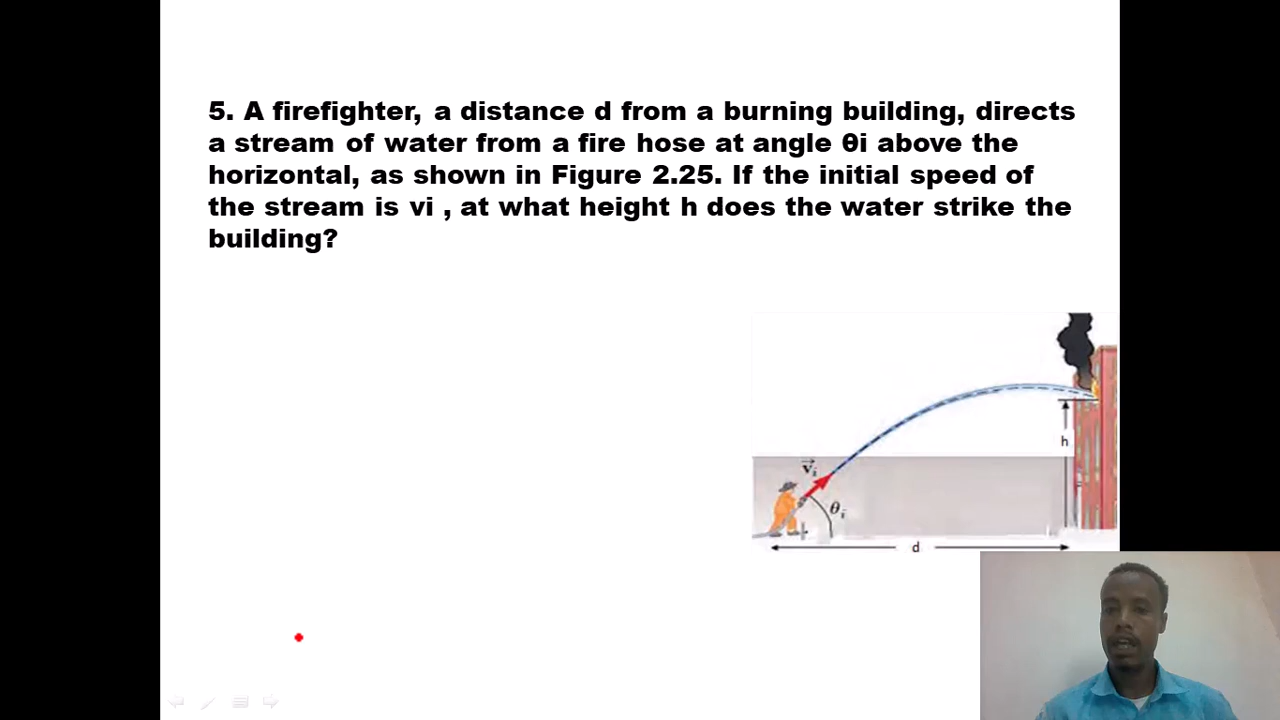 5. A firefighter, a distance d from a burning building, directs
a stream of water from a fire hose at angle θi above the
horizontal, as shown in Figure 2.25. If the initial speed of
the stream is vi , at what height h does the water strike the
building?
h
v⃗ᵢ
θᵢ
d